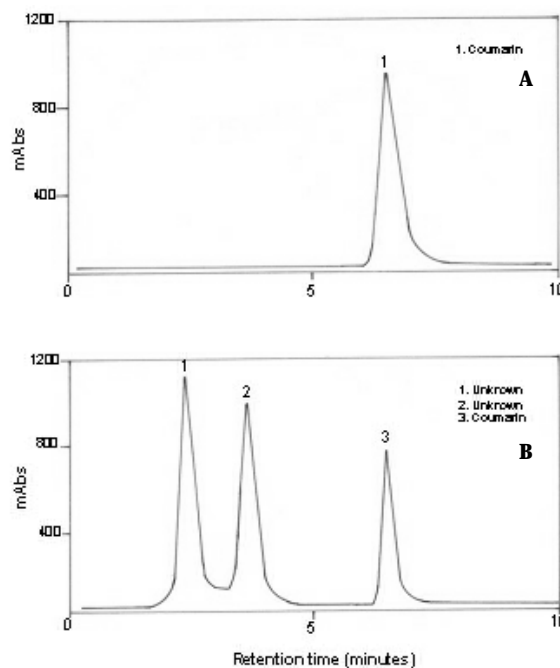 1200
1. Coumarin
A
1
800
mAbs
400
0
5
10
1200
1
1. Unknown
2
2. Unknown
3. Coumarin
3
B
800
mAbs
400
0
5
10
Retention time (minutes)